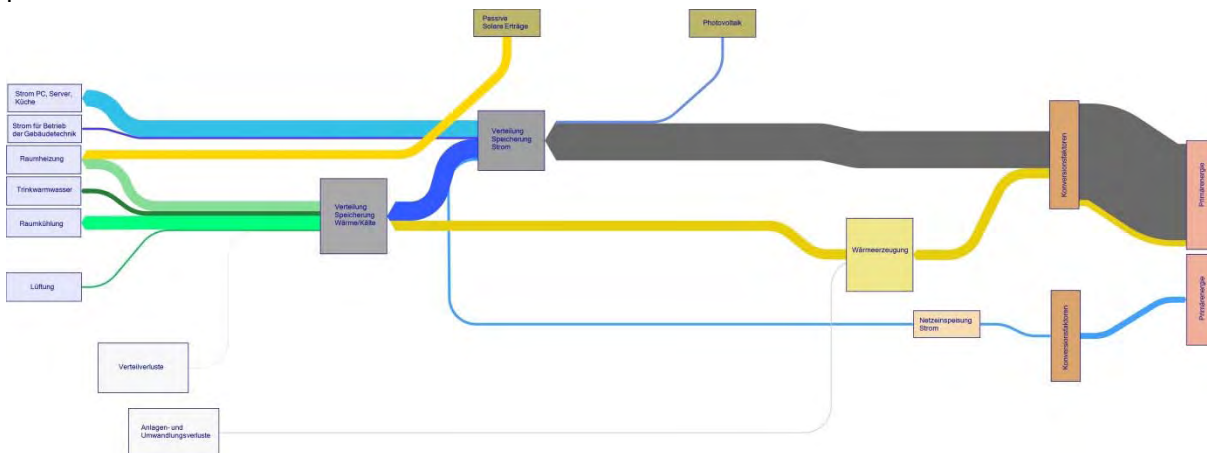 Passive
Solare Erträge
Photovoltaik
Strom PC, Server,
Küche
Strom für Betrieb
der Gebäudetechnik
Raumheizung
Trinkwarmwasser
Raumkühlung
Lüftung
Verteilung
Speicherung
Strom
Verteilung
Speicherung
Wärme/Kälte
Wärmeerzeugung
Konversionsfaktoren
Primärenergie
Netzeinspeisung
Strom
Konversionsfaktoren
Primärenergie
Verteilverluste
Anlagen- und
Umwandlungsverluste